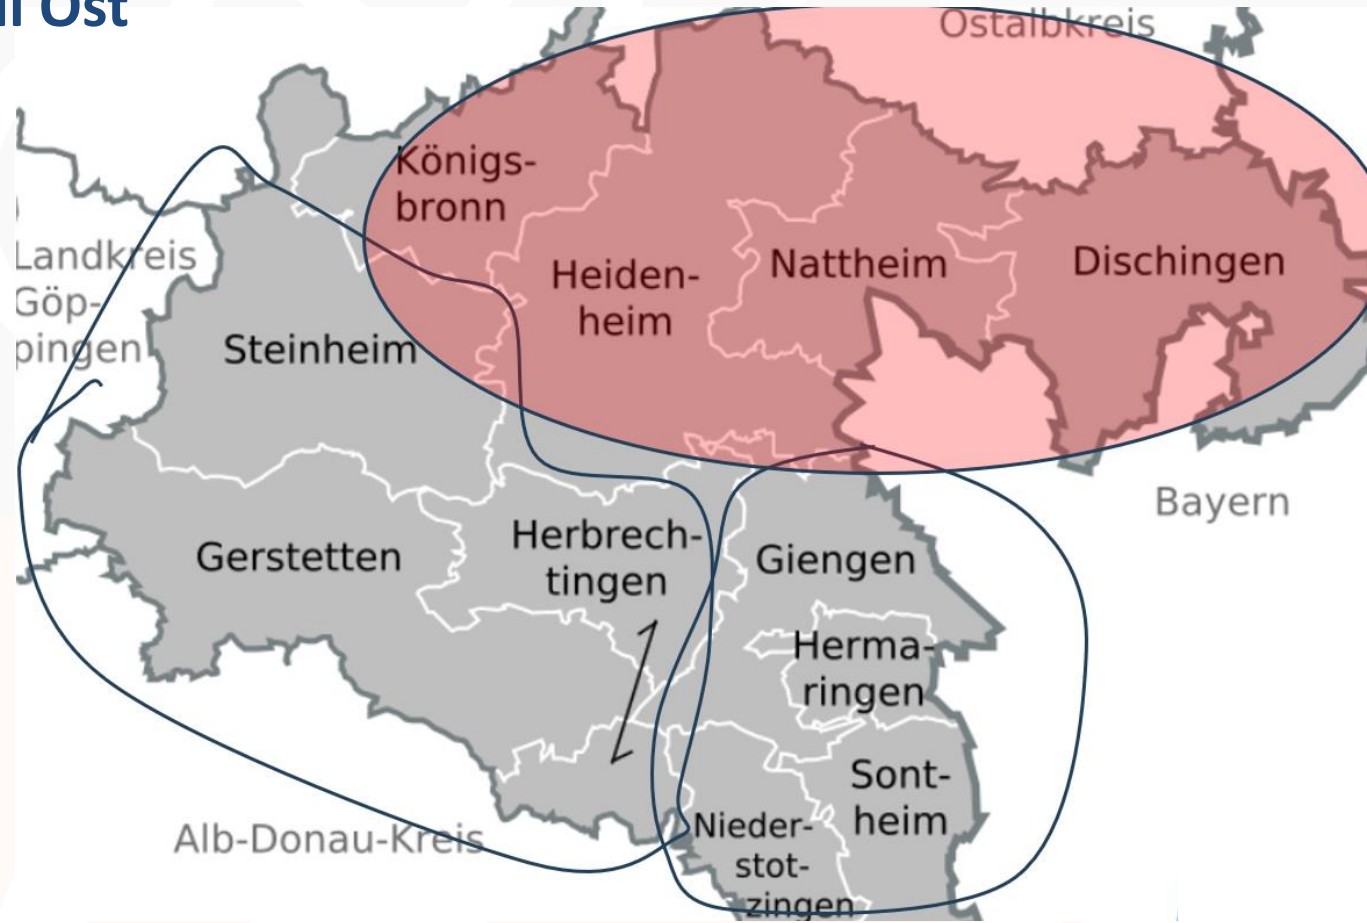 Ost
Ostalbkreis
Königs-
bronn
Landkreis
Göp-
pingen
Heiden-
heim
Nattheim
Dischingen
Steinheim
Bayern
Gerstetten
Herbrech-
tingen
Giengen
Herma-
ringen
Sont-
heim
Alb-Donau-Kreis
Nieder-
stot-
zingen